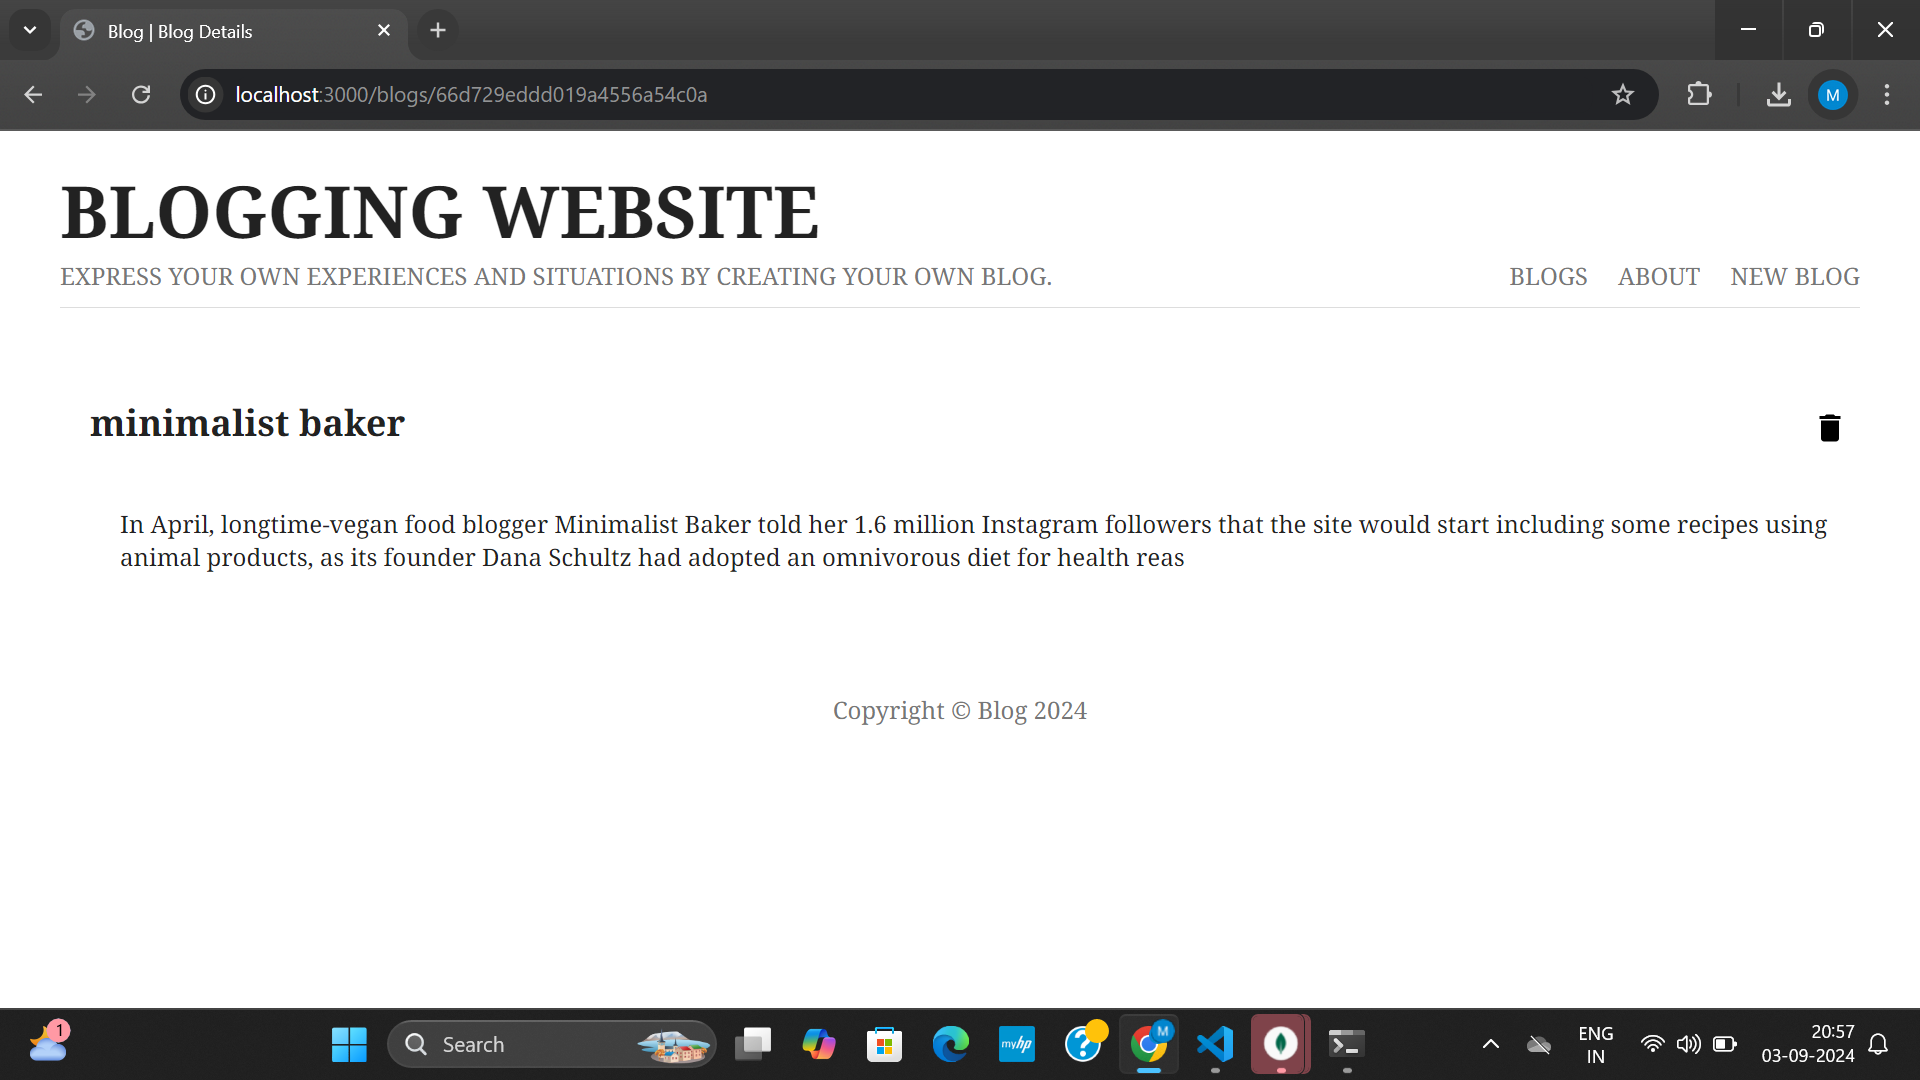 Blog | Blog Details
localhost:3000/blogs/66d729eddd019a4556a54c0a
M
BLOGGING WEBSITE
EXPRESS YOUR OWN EXPERIENCES AND SITUATIONS BY CREATING YOUR OWN BLOG.
BLOGS ABOUT NEW BLOG
minimalist baker
In April, longtime-vegan food blogger Minimalist Baker told her 1.6 million Instagram followers that the site would start including some recipes using
animal products, as its founder Dana Schultz had adopted an omnivorous diet for health reas
Copyright © Blog 2024
1
Search
myhp
?
M
ENG
IN
20:57
03-09-2024